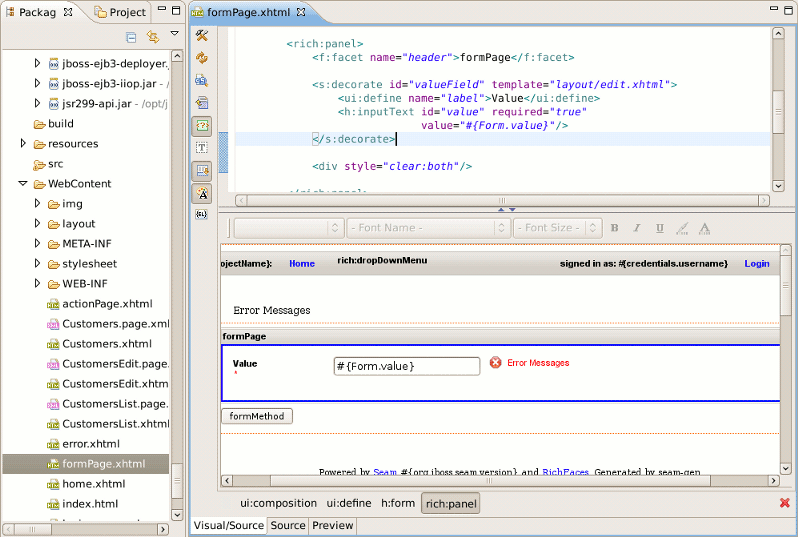 Packag
Project
jboss-ejb3-deployer.
jboss-ejb3-iiop.jar - /
jsr299-api.jar - /opt/j
build
resources
src
WebContent
img
layout
META-INF
stylesheet
WEB-INF
actionPage.xhtml
Customers.page.xml
Customers.xhtml
CustomersEdit.page.
CustomersEdit.xhtm
CustomersList.page.
CustomersList.xhtml
error.xhtml
formPage.xhtml
home.xhtml
index.html
formPage.xhtml
<rich:panel>
<f:facet name="header">formPage</f:facet>
<s:decorate id="valueField" template="layout/edit.xhtml">
<ui:define name="label">Value</ui:define>
<h:inputText id="value" required="true"
value="#{Form.value}"/>
</s:decorate>
<div style="clear:both"/>
</rich:panel>
- Font Name -
- Font Size -
B I U A
ojectName}: Home rich:dropDownMenu signed in as: #{credentials.username} Login
Error Messages
formPage
Value #{Form.value} Error Messages
*
formMethod
Powered by Seam #{org.jboss.seam.version} and RichFaces. Generated by seam-gen.
ui:composition ui:define h:form rich:panel
Visual/Source Source Preview